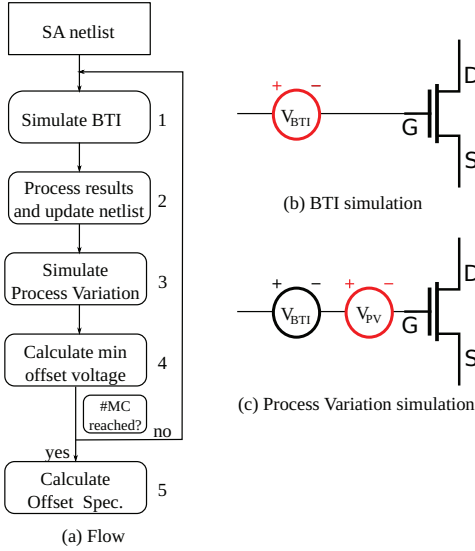 SA netlist
Simulate BTI
1
Process results
and update netlist
2
Simulate
Process Variation
3
Calculate min
offset voltage
4
#MC
reached?
no
yes
Calculate
Offset Spec.
5
(a) Flow
D
+ −
VBTI
G
S
(b) BTI simulation
D
+ − + −
VBTI VPV
G
S
(c) Process Variation simulation